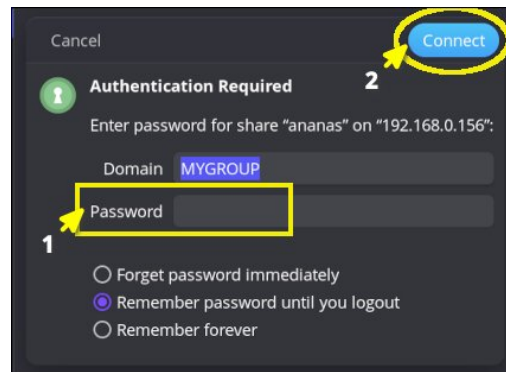 Cancel
Connect
2
Authentication Required
Enter password for share “ananas” on “192.168.0.156”:
Domain MYGROUP
Password
1
Forget password immediately
Remember password until you logout
Remember forever